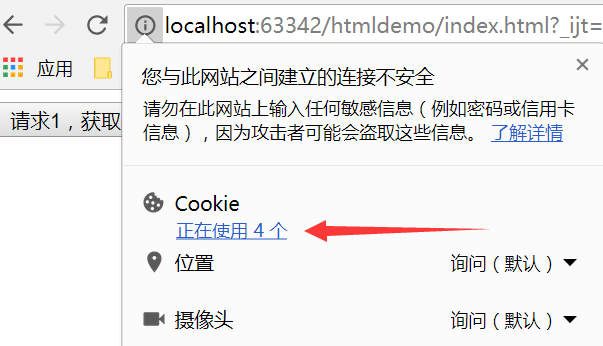 localhost:63342/htmldemo/index.html?_ijt=
应用
您与此网站之间建立的连接不安全
请勿在此网站上输入任何敏感信息（例如密码或信用卡
信息），因为攻击者可能会盗取这些信息。 了解详情
请求1，获取
Cookie
正在使用 4 个
位置 询问（默认）
摄像头 询问（默认）